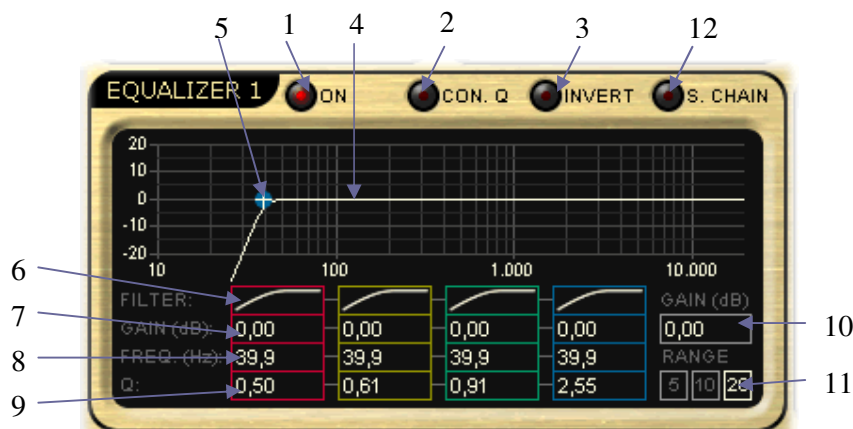 5 1 4 2 3 12
EQUALIZER 1 ON CON. Q INVERT S. CHAIN
20
10
0
-10
-20
10 100 1.000 10.000
6 FILTER: GAIN (dB)
7 GAIN (dB): 0,00 0,00 0,00 0,00 0,00 10
8 FREQ. (Hz): 39,9 39,9 39,9 39,9 RANGE
9 Q: 0,50 0,61 0,91 2,55 5 10 20 11